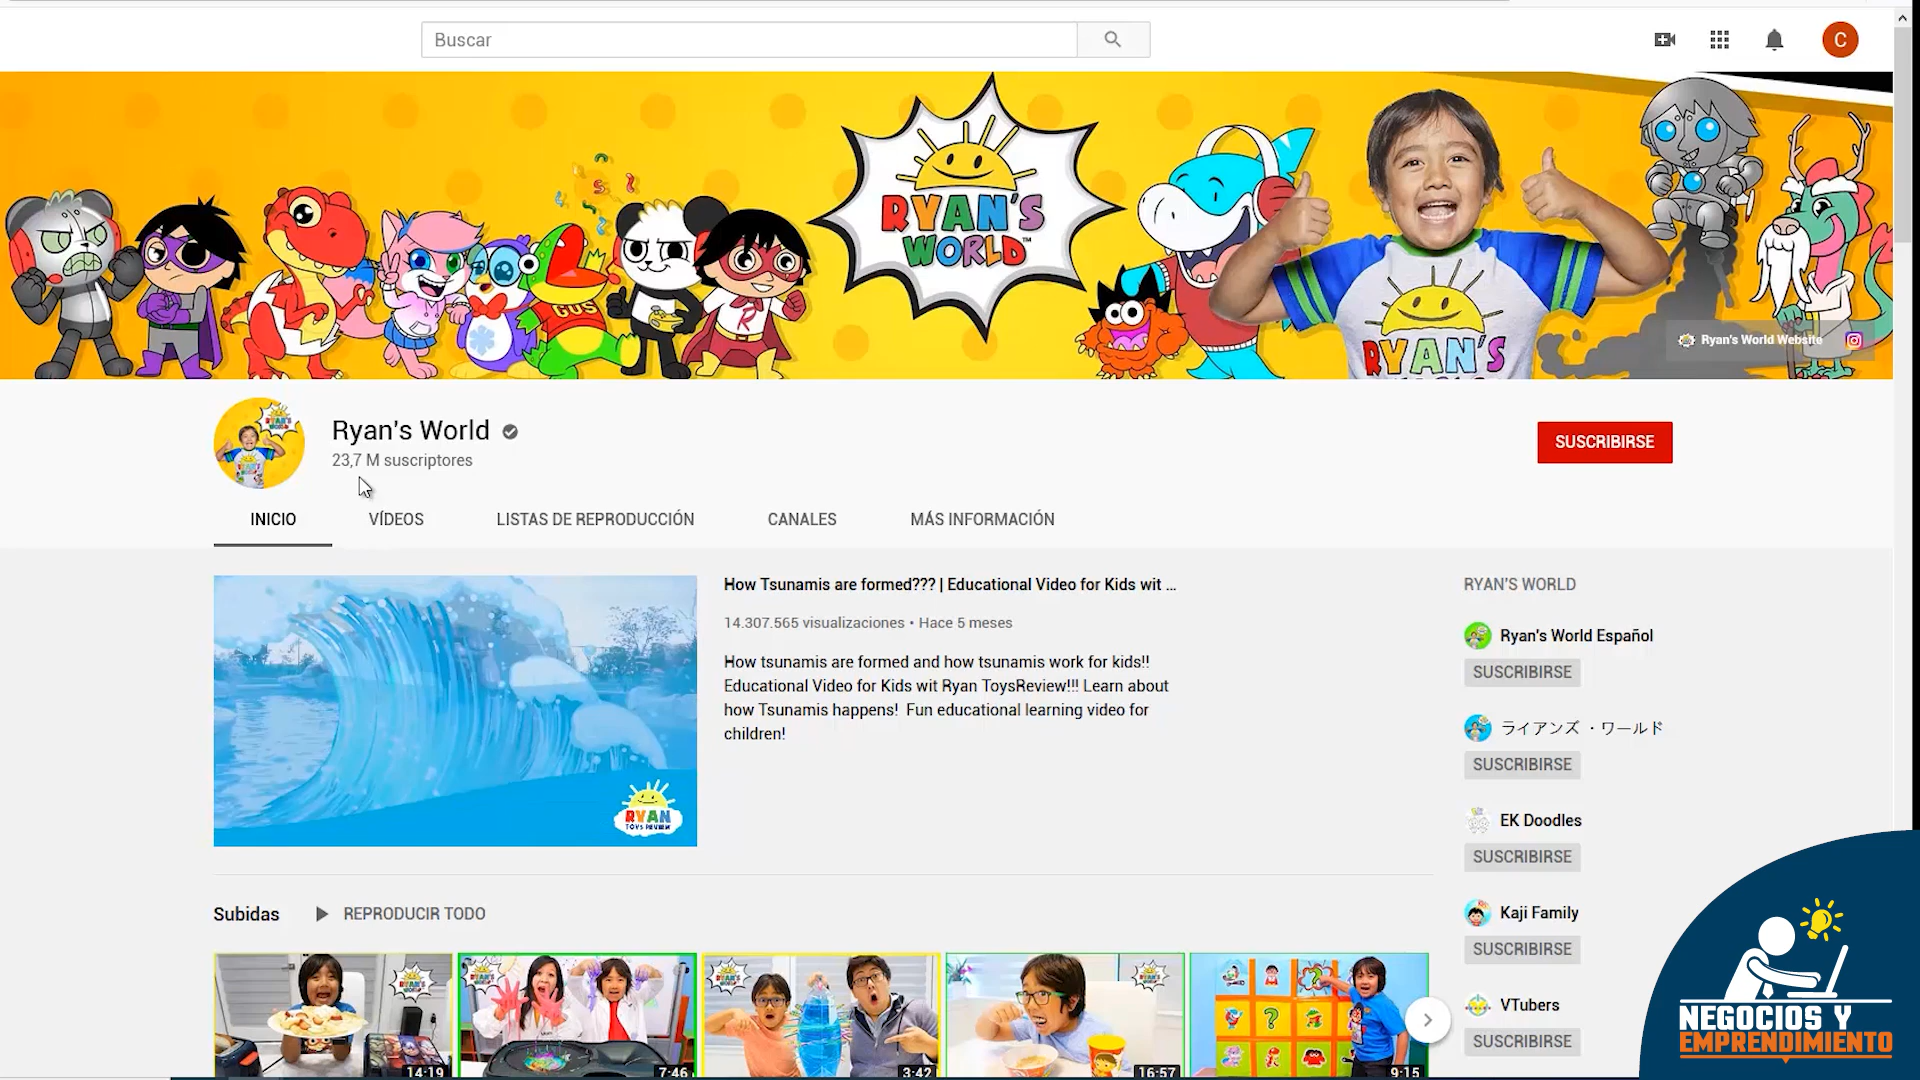 Buscar
C
RYAN'S
WORLD™
GUS
R
RYAN'S
Ryan's World Website
Ryan's World
23,7 M suscriptores
SUSCRIBIRSE
INICIO
VÍDEOS
LISTAS DE REPRODUCCIÓN
CANALES
MÁS INFORMACIÓN
How Tsunamis are formed??? | Educational Video for Kids wit ...
14.307.565 visualizaciones • Hace 5 meses
How tsunamis are formed and how tsunamis work for kids!!
Educational Video for Kids wit Ryan ToysReview!!! Learn about
how Tsunamis happens! Fun educational learning video for
children!
RYAN
TOYS REVIEW
RYAN'S WORLD
Ryan's World Español
SUSCRIBIRSE
ライアンズ ・ワールド
SUSCRIBIRSE
EK Doodles
SUSCRIBIRSE
Kaji Family
SUSCRIBIRSE
VTubers
SUSCRIBIRSE
Subidas
REPRODUCIR TODO
14:19
7:46
3:42
16:57
9:15
NEGOCIOS Y
EMPRENDIMIENTO